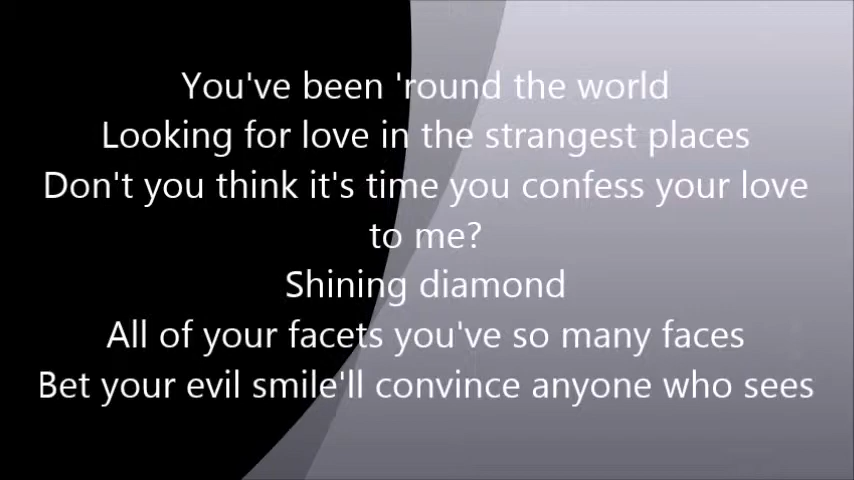 You've been 'round the world
Looking for love in the strangest places
Don't you think it's time you confess your love
to me?
Shining diamond
All of your facets you've so many faces
Bet your evil smile'll convince anyone who sees